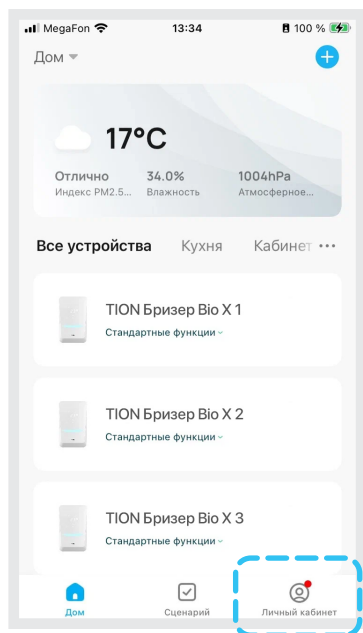 MegaFon 13:34 100 %
Дом
17°C
Отлично 34.0% 1004hPa
Индекс PM2.5... Влажность Атмосферное...
Все устройства Кухня Кабинет
TION Бризер Bio X 1
Стандартные функции
TION Бризер Bio X 2
Стандартные функции
TION Бризер Bio X 3
Стандартные функции
Дом Сценарий Личный кабинет